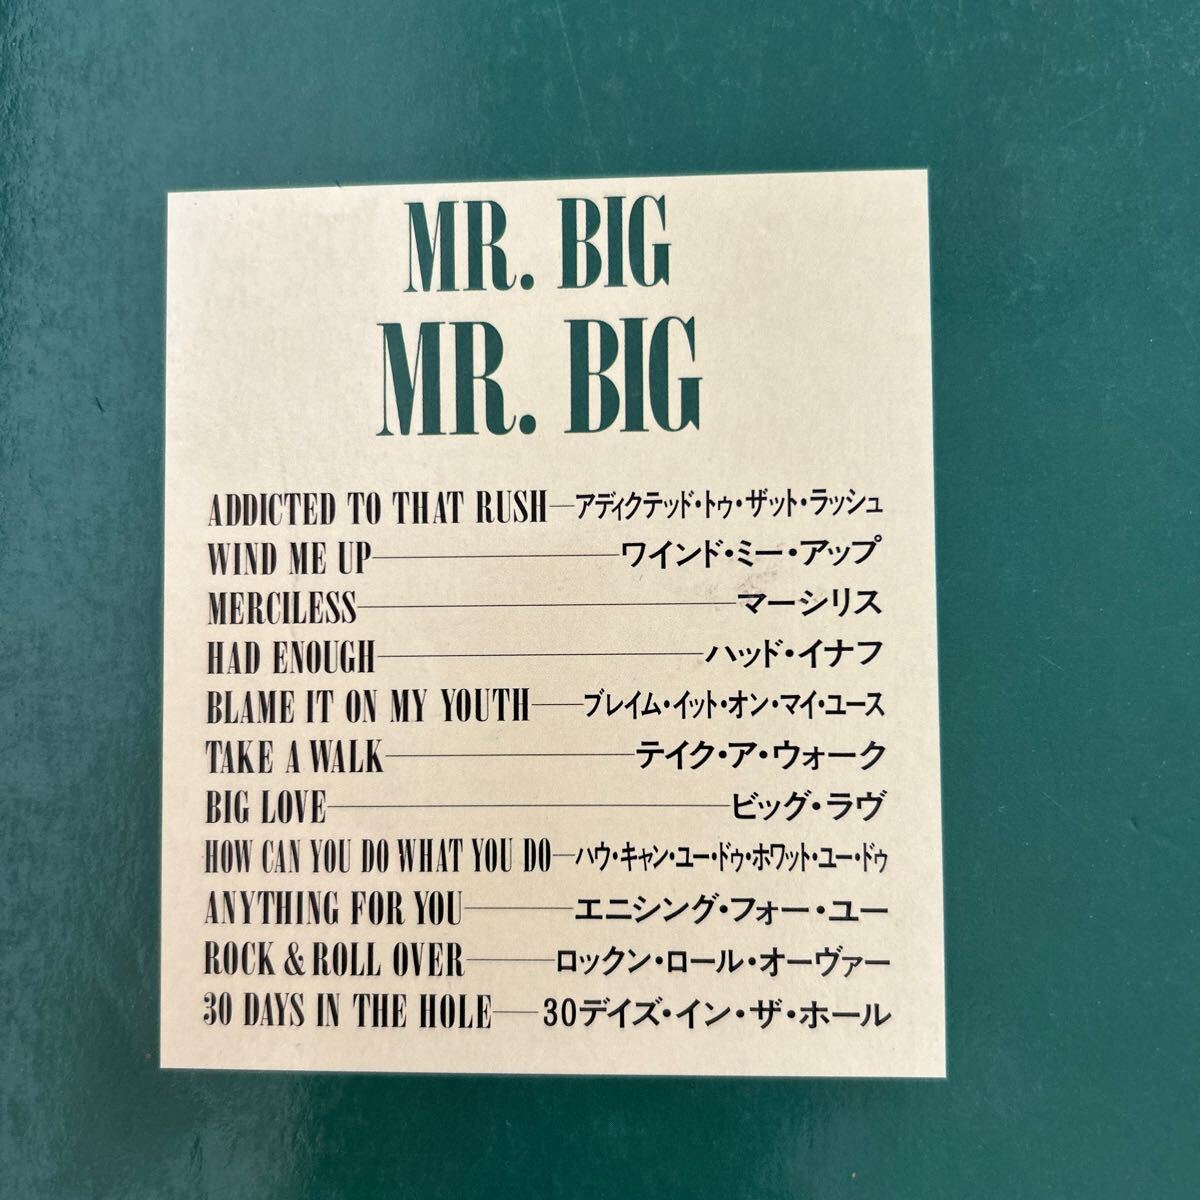 MR. BIG
MR. BIG
ADDICTED TO THAT RUSH—アディクテッド・トゥ・ザット・ラッシュ
WIND ME UP—ワインド・ミー・アップ
MERCILESS—マーシリス
HAD ENOUGH—ハッド・イナフ
BLAME IT ON MY YOUTH—ブレイム・イット・オン・マイ・ユース
TAKE A WALK—テイク・ア・ウォーク
BIG LOVE—ビッグ・ラヴ
HOW CAN YOU DO WHAT YOU DO—ハウ・キャン・ユー・ドゥ・ホワット・ユー・ドゥ
ANYTHING FOR YOU—エニシング・フォー・ユー
ROCK & ROLL OVER—ロックン・ロール・オーヴァー
30 DAYS IN THE HOLE—30デイズ・イン・ザ・ホール